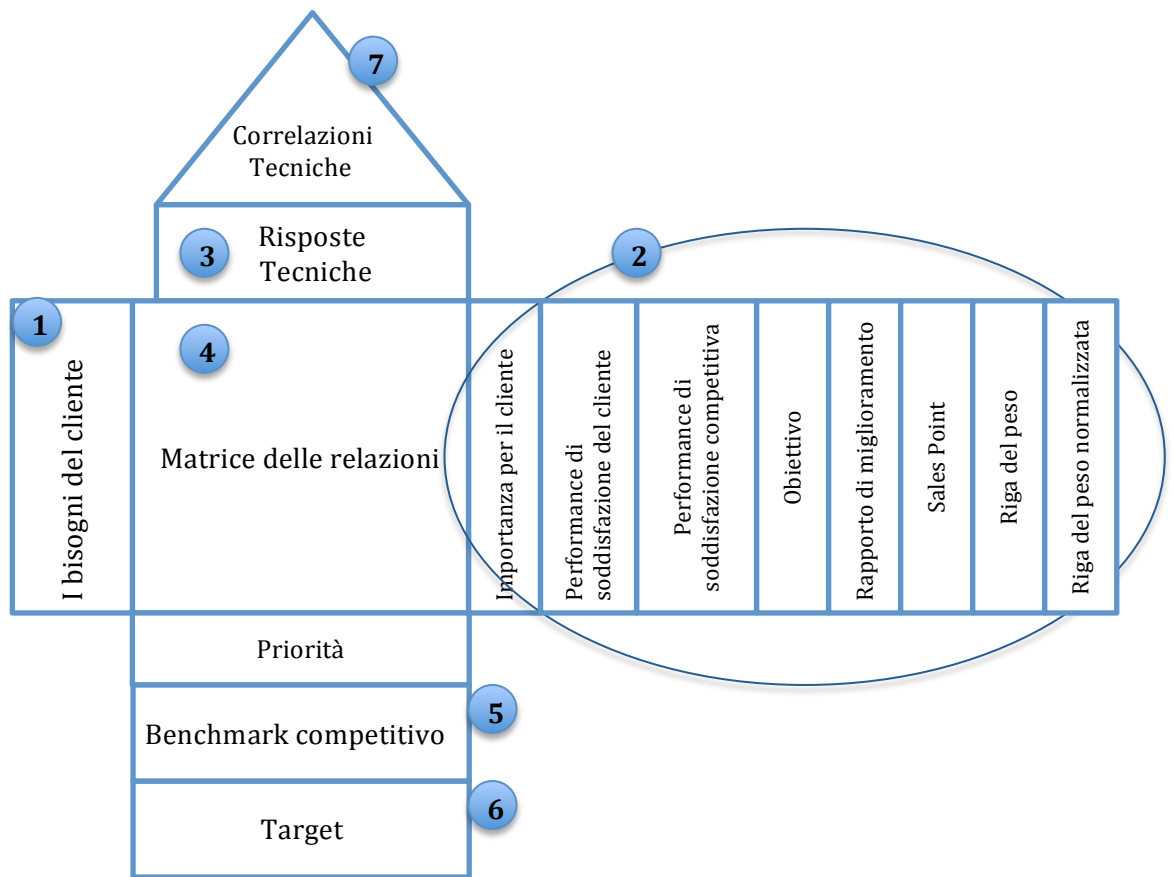 7
Correlazioni
Tecniche
3
Risposte
Tecniche
2
1
I bisogni del cliente
4
Matrice delle relazioni
Importanza per il cliente
Performance di
soddisfazione del cliente
Performance di
soddisfazione competitiva
Obiettivo
Rapporto di miglioramento
Sales Point
Riga del peso
Riga del peso normalizzata
Priorità
Benchmark competitivo
5
Target
6